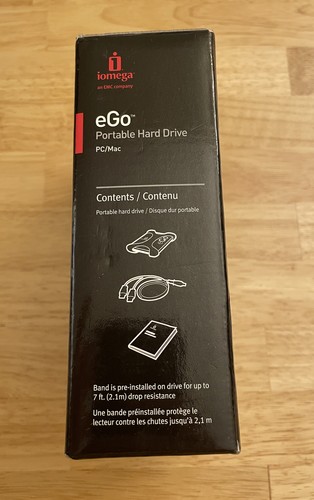 iomega
an EMC company
eGo™
Portable Hard Drive
PC/Mac
Contents / Contenu
Portable hard drive / Disque dur portable
Band is pre-installed on drive for up to
7 ft. (2.1m) drop resistance
Une bande préinstallée protège le
lecteur contre les chutes jusqu'à 2,1 m